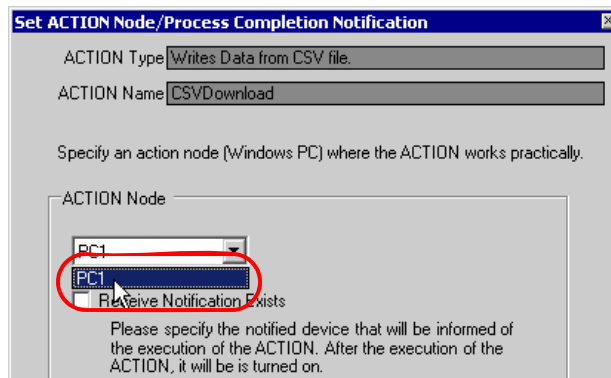 Set ACTION Node/Process Completion Notification
ACTION Type Writes Data from CSV file.
ACTION Name CSVDownload
Specify an action node (Windows PC) where the ACTION works practically.
ACTION Node
PC1
PC1
Receive Notification Exists
Please specify the notified device that will be informed of
the execution of the ACTION. After the execution of the
ACTION, it will be is turned on.